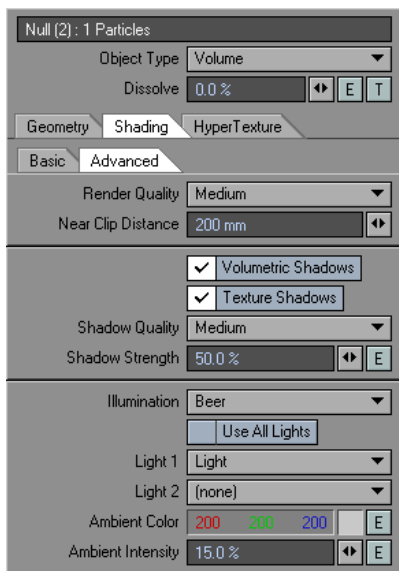 Null (2) : 1 Particles
Object Type Volume
Dissolve 0.0 % E T
Geometry Shading HyperTexture
Basic Advanced
Render Quality Medium
Near Clip Distance 200 mm
Volumetric Shadows
Texture Shadows
Shadow Quality Medium
Shadow Strength 50.0 % E
Illumination Beer
Use All Lights
Light 1 Light
Light 2 (none)
Ambient Color 200 200 200 E
Ambient Intensity 15.0 % E